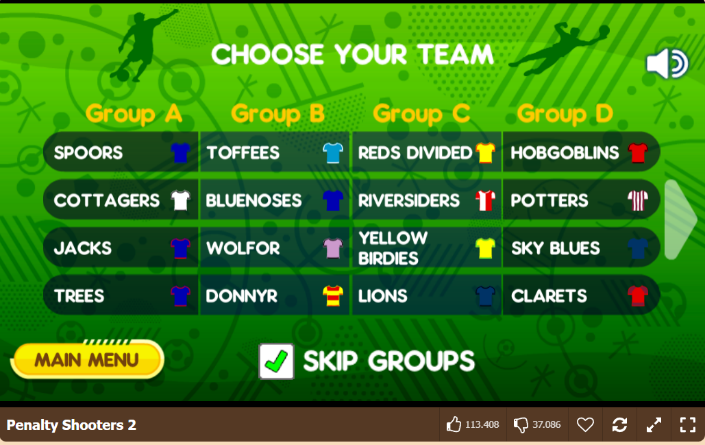 CHOOSE YOUR TEAM
Group A Group B Group C Group D
SPOORS TOFFEES REDS DIVIDED HOBGOBLINS
COTTAGERS BLUENOSES RIVERSIDERS POTTERS
JACKS WOLFOR YELLOW BIRDIES SKY BLUES
TREES DONNYR LIONS CLARETS
MAIN MENU SKIP GROUPS
Penalty Shooters 2 113.408 37.086